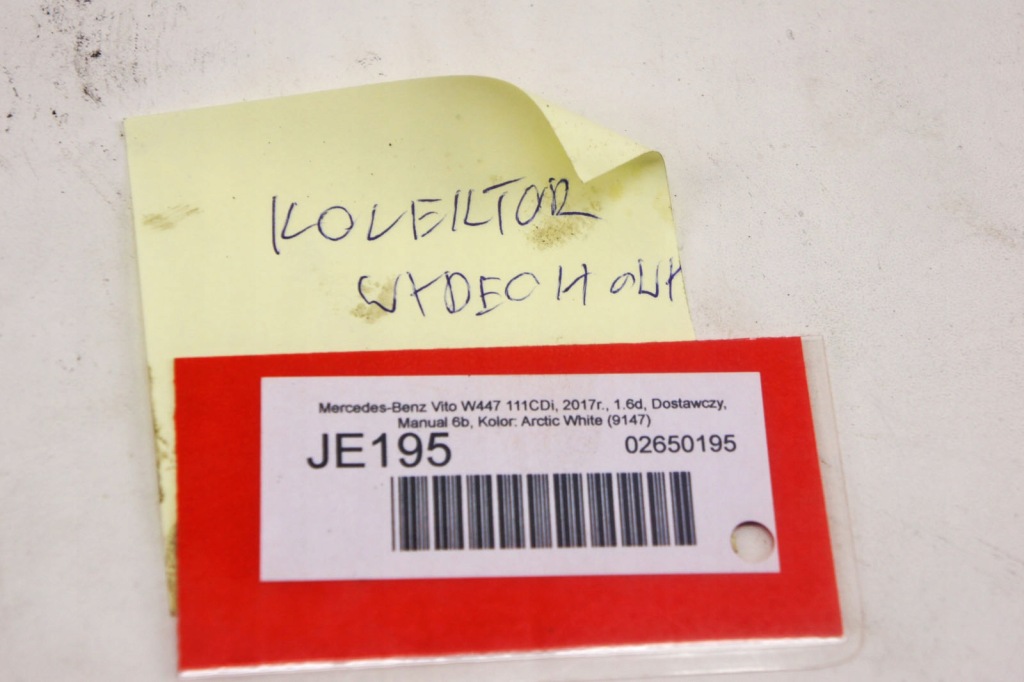 KOLEKTOR
WYDECHOWY
Mercedes-Benz Vito W447 111CDi, 2017r., 1.6d, Dostawczy,
Manual 6b, Kolor: Arctic White (9147)
JE195 02650195